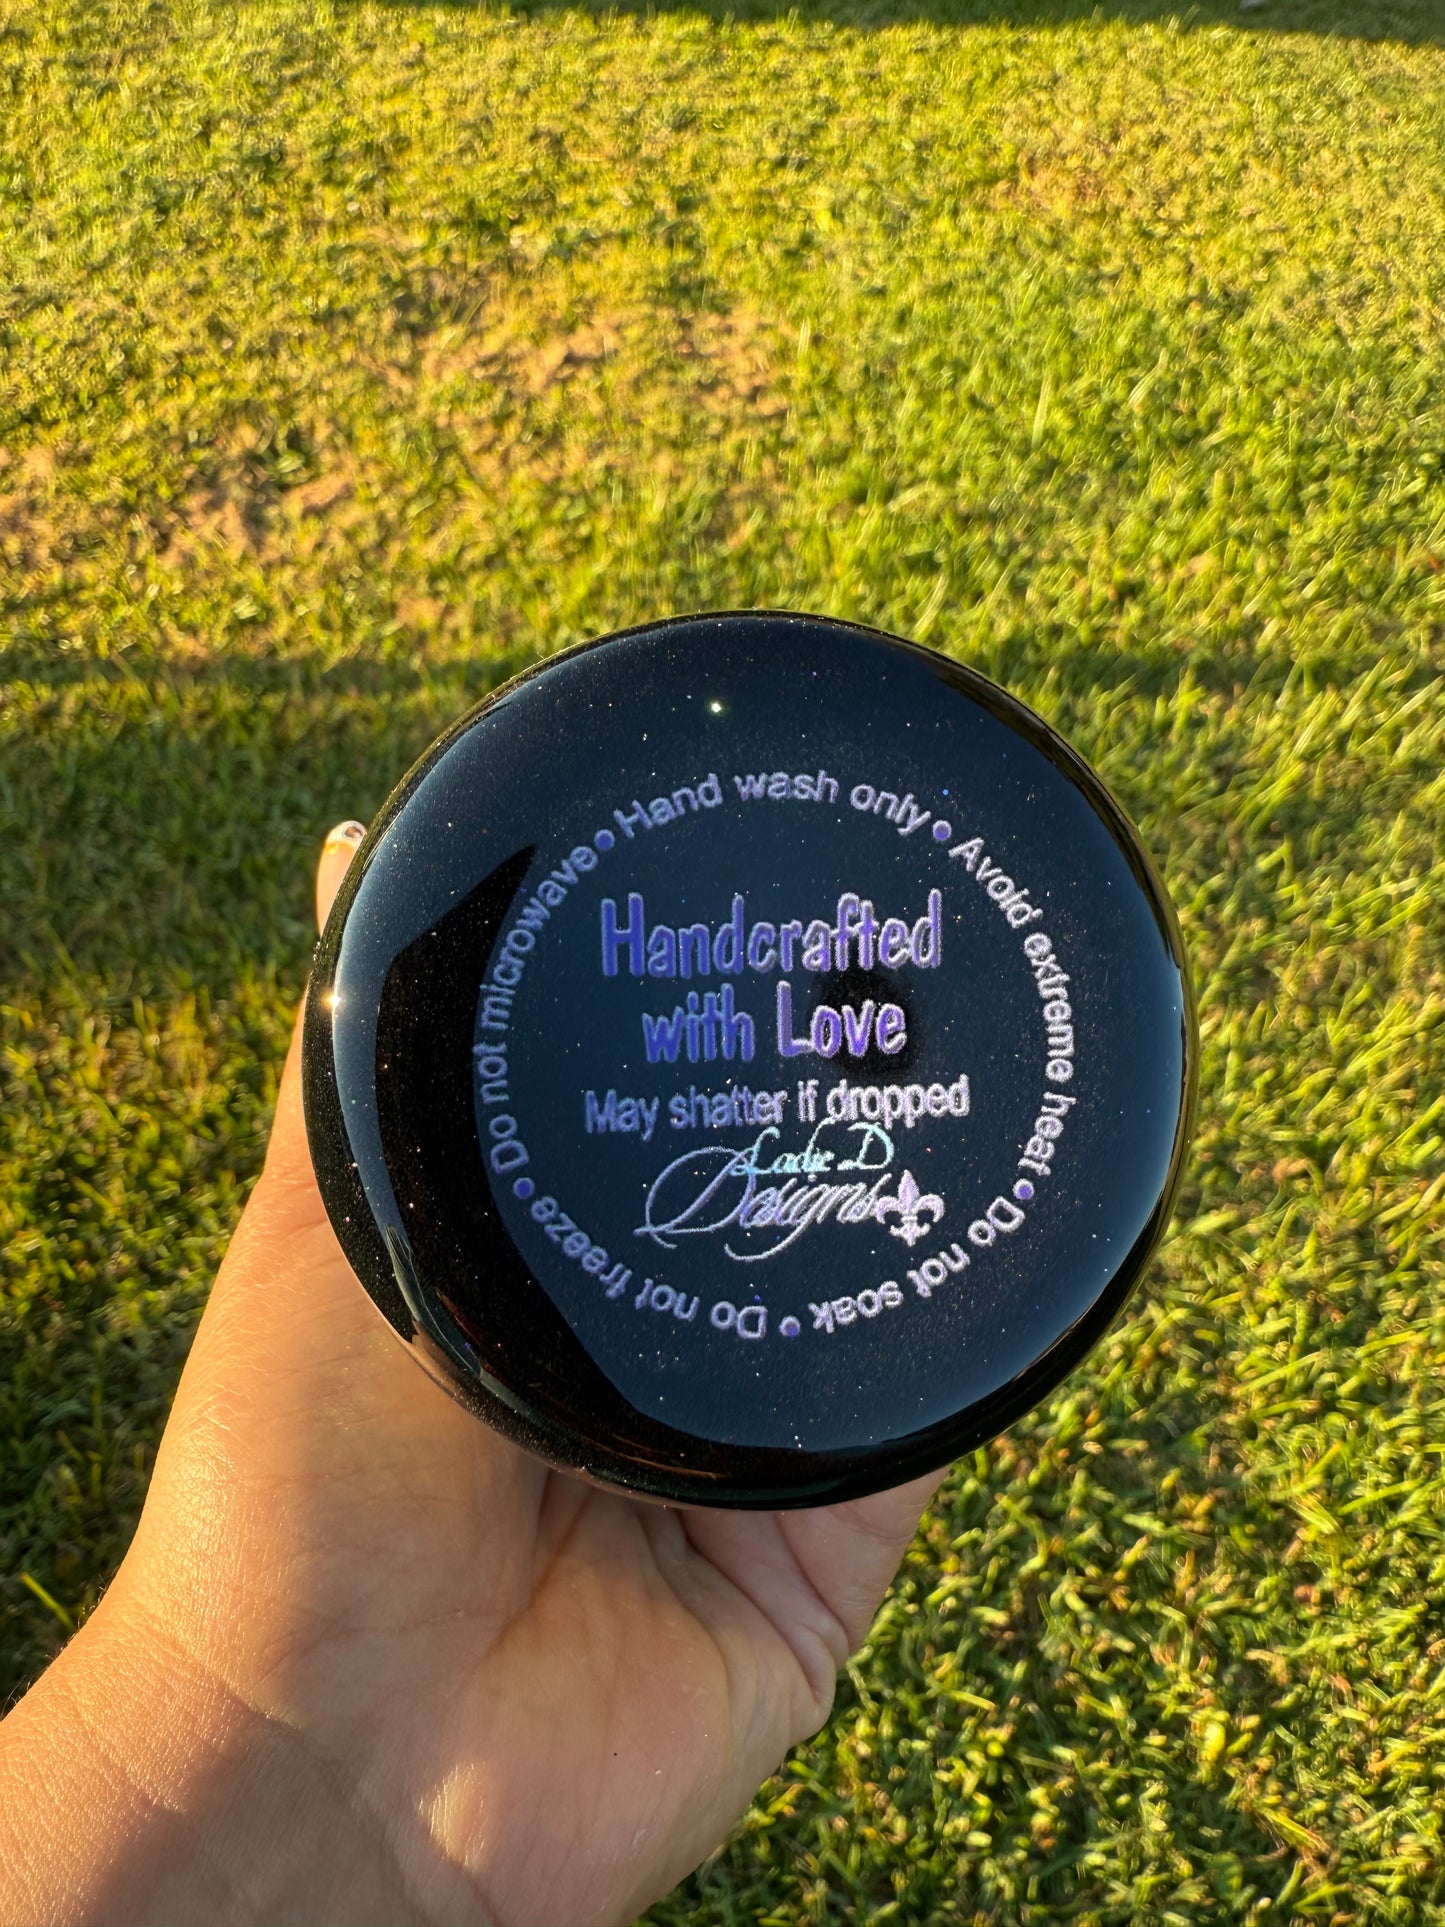 • Hand wash only • Avoid extreme heat • Do not soak • Do not freeze • Do not microwave
Handcrafted
with Love
May shatter if dropped
Ladie D
Designs